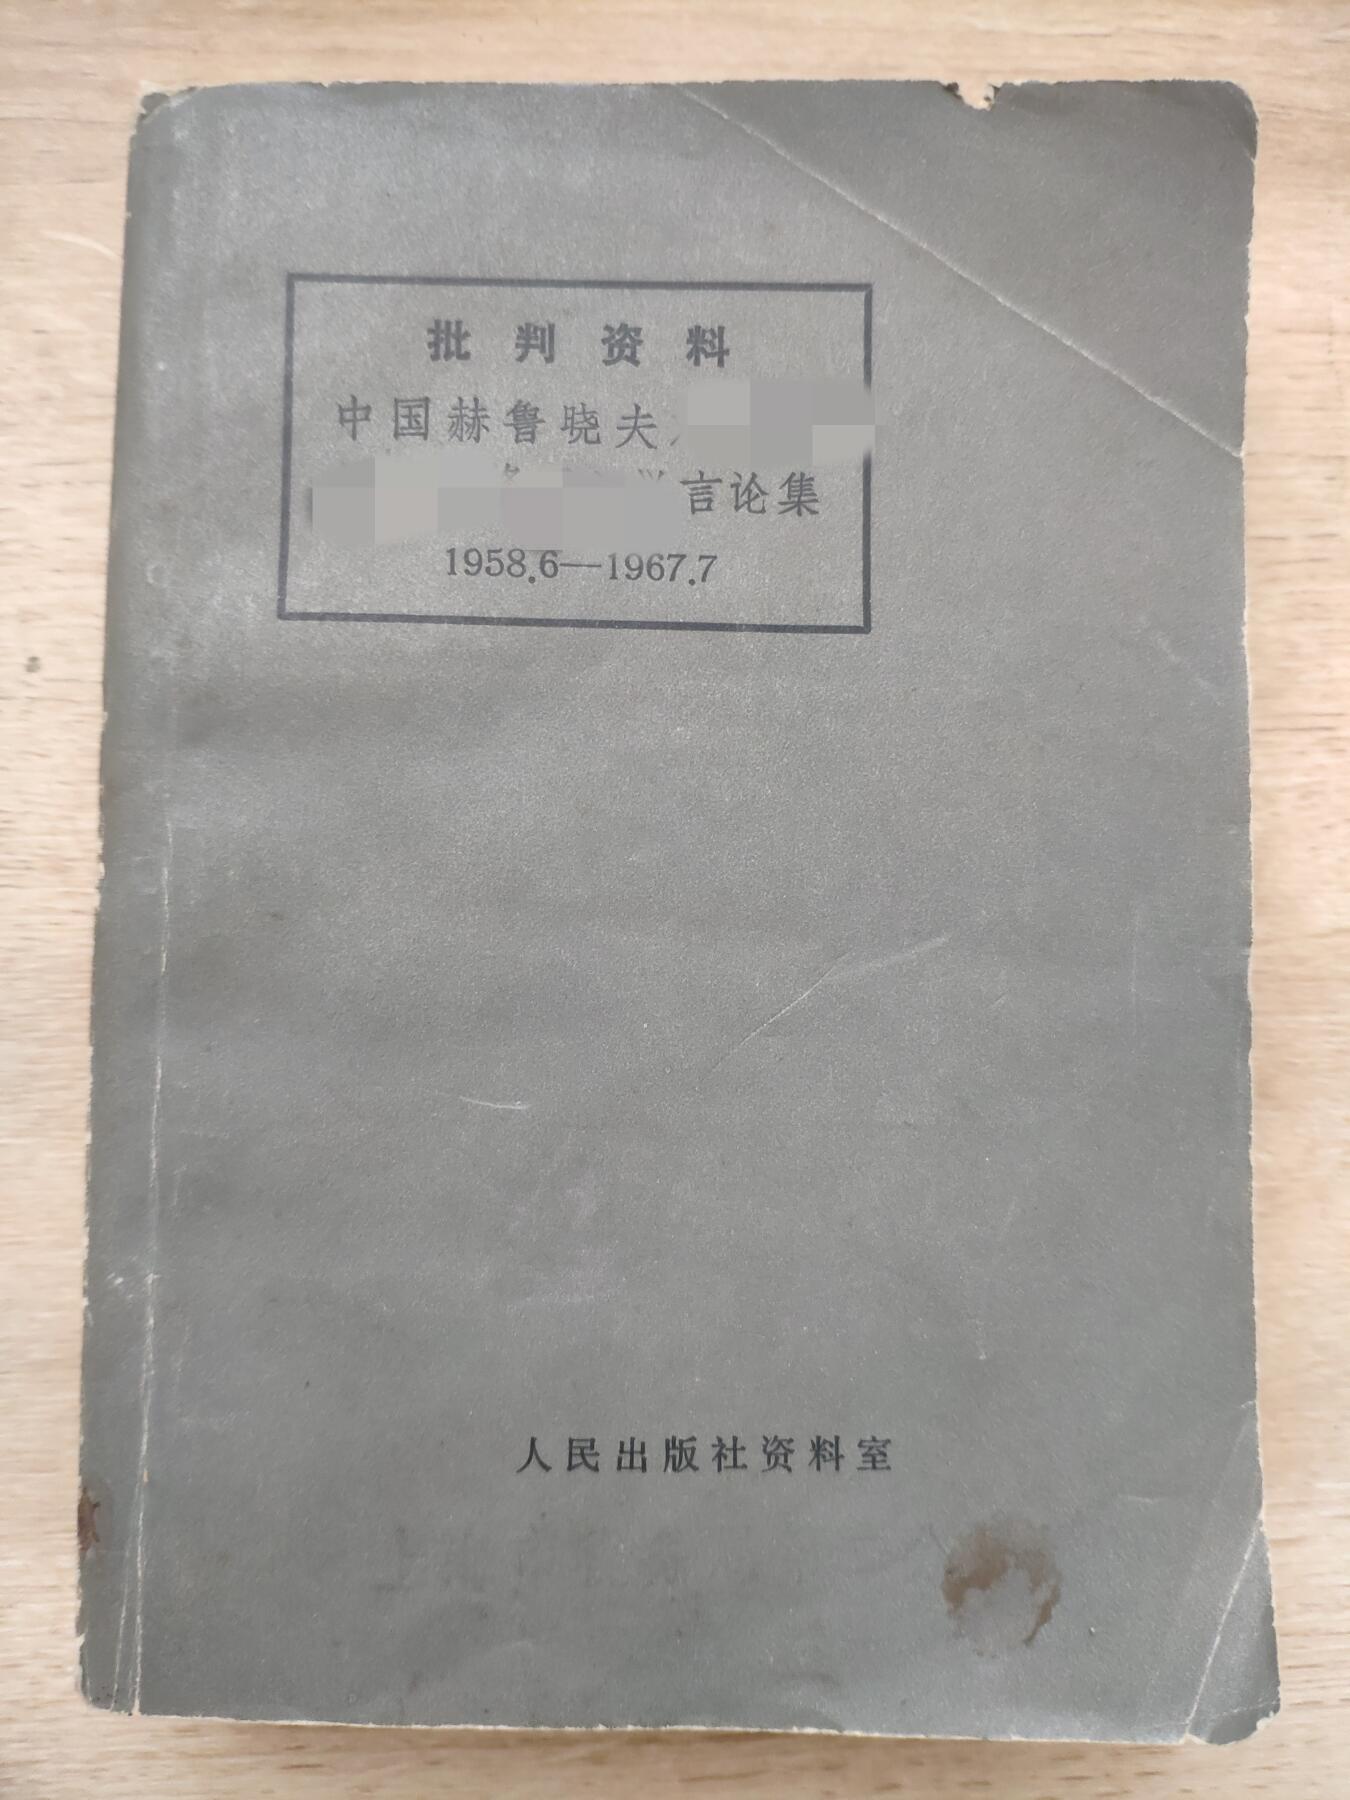 批判资料
中国赫鲁晓夫
言论集
1958.6—1967.7
人民出版社资料室